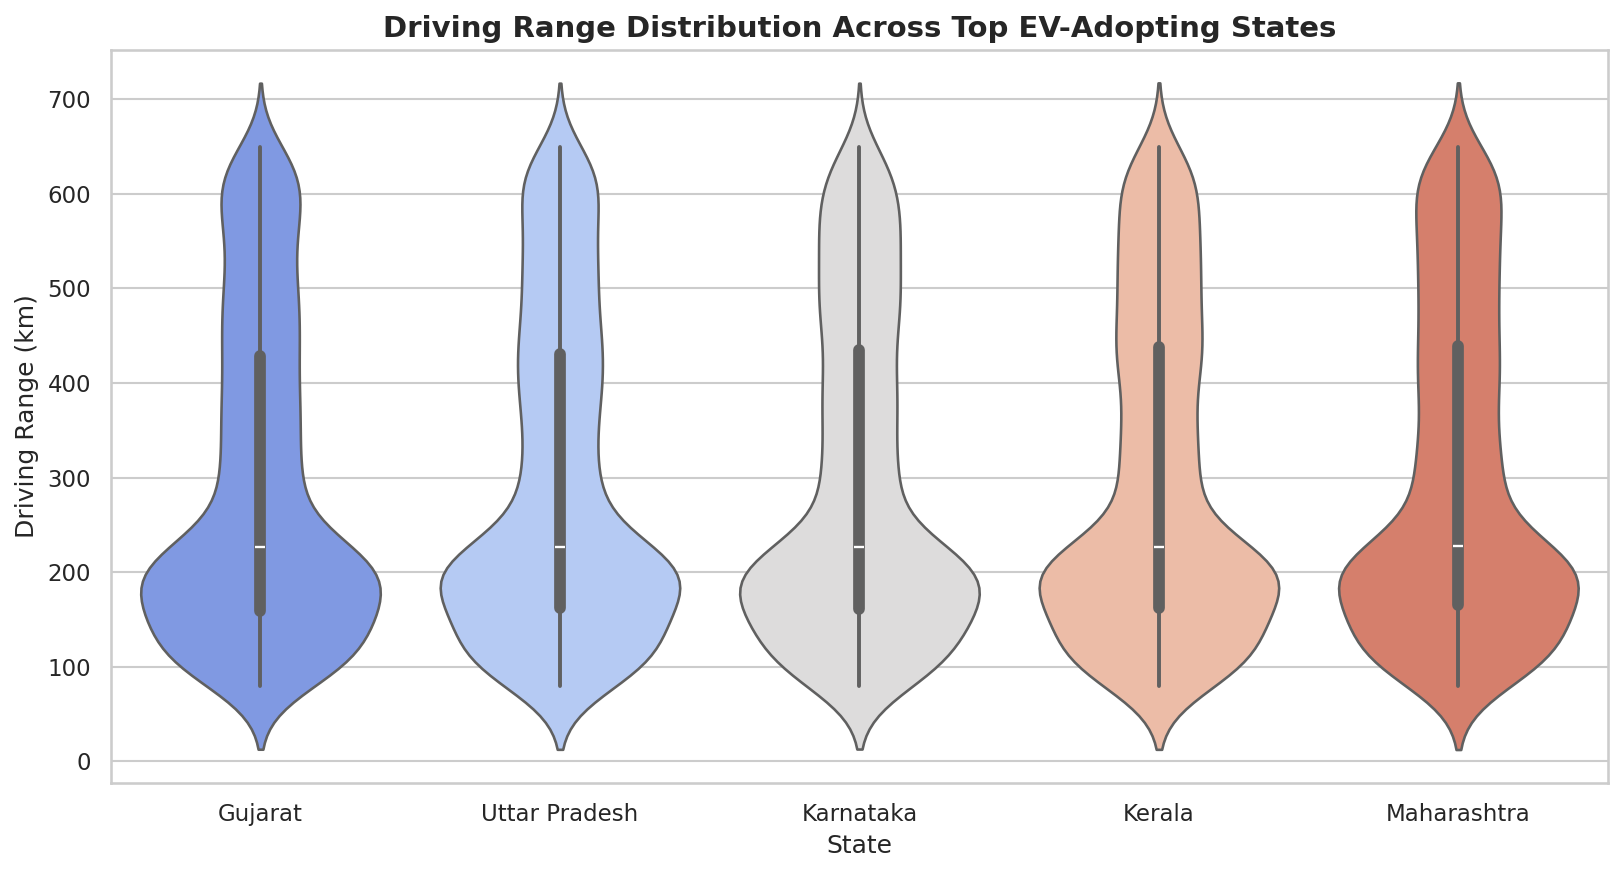 Driving Range Distribution Across Top EV-Adopting States
Driving Range (km)
700
600
500
400
300
200
100
0
Gujarat
Uttar Pradesh
Karnataka
Kerala
Maharashtra
State